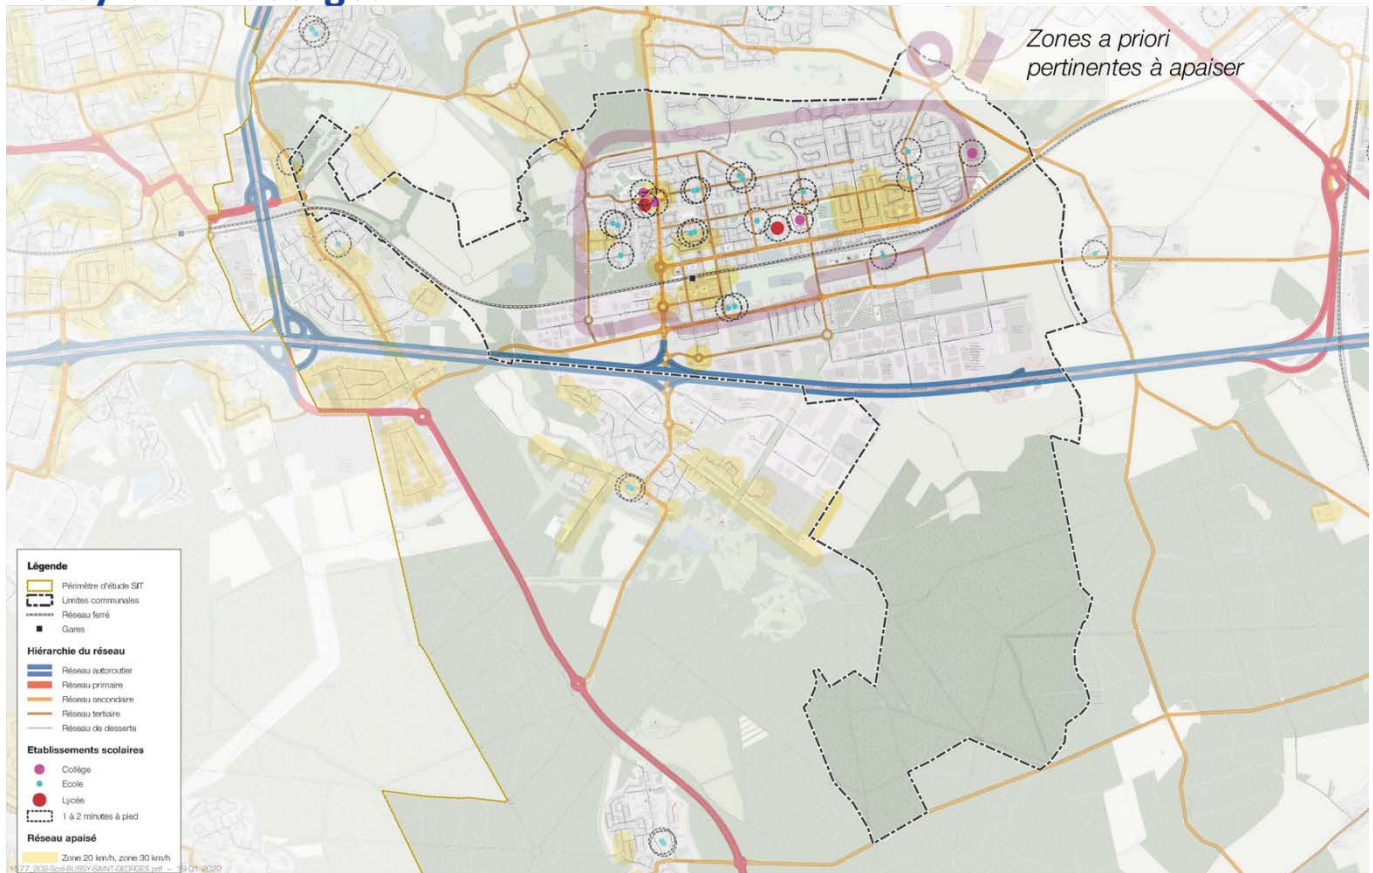 Zones a priori
pertinentes à apaiser
Légende
Périmètre d'étude SIT
Limites communales
Réseau ferré
Gares
Hiérarchie du réseau
Réseau autoroutier
Réseau primaire
Réseau secondaire
Réseau tertiaire
Réseau de desserte
Etablissements scolaires
Collège
Ecole
Lycée
1 à 2 minutes à pied
Réseau apaisé
Zone 20 km/h, zone 30 km/h